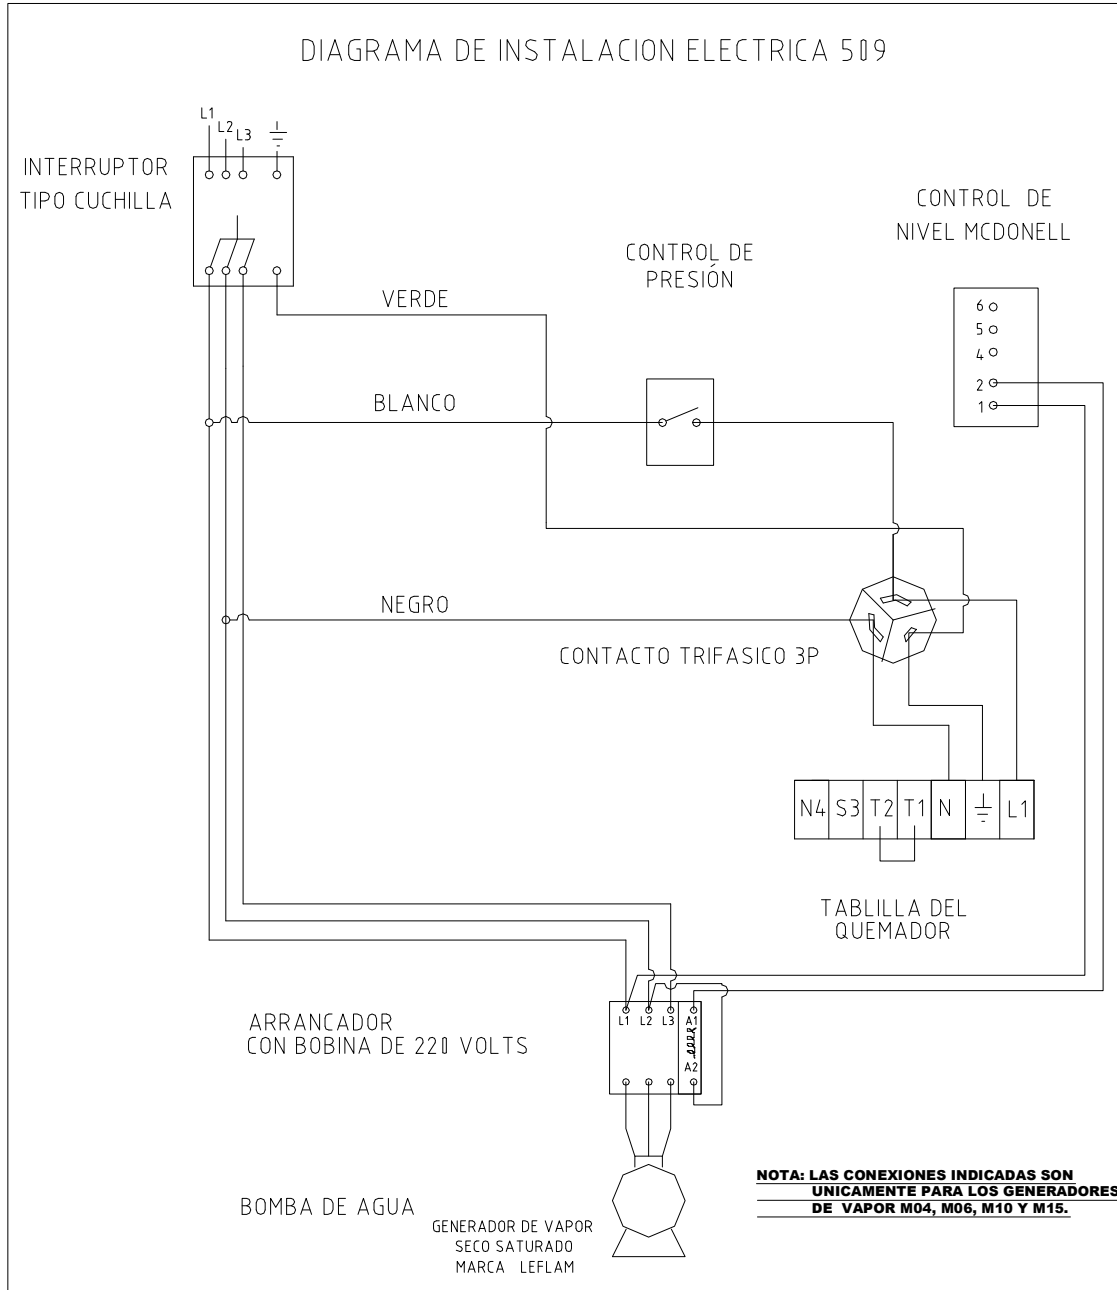 DIAGRAMA DE INSTALACION ELECTRICA 509
L1
L2
L3
INTERRUPTOR
TIPO CUCHILLA
CONTROL DE
NIVEL MCDONELL
CONTROL DE
PRESIÓN
VERDE
6
5
4
2
1
BLANCO
NEGRO
CONTACTO TRIFASICO 3P
N4 S3 T2 T1 N L1
TABLILLA DEL
QUEMADOR
ARRANCADOR
CON BOBINA DE 220 VOLTS
L1 L2 L3 A1
A2
NOTA: LAS CONEXIONES INDICADAS SON
UNICAMENTE PARA LOS GENERADORES
DE VAPOR M04, M06, M10 Y M15.
BOMBA DE AGUA
GENERADOR DE VAPOR
SECO SATURADO
MARCA LEFLAM